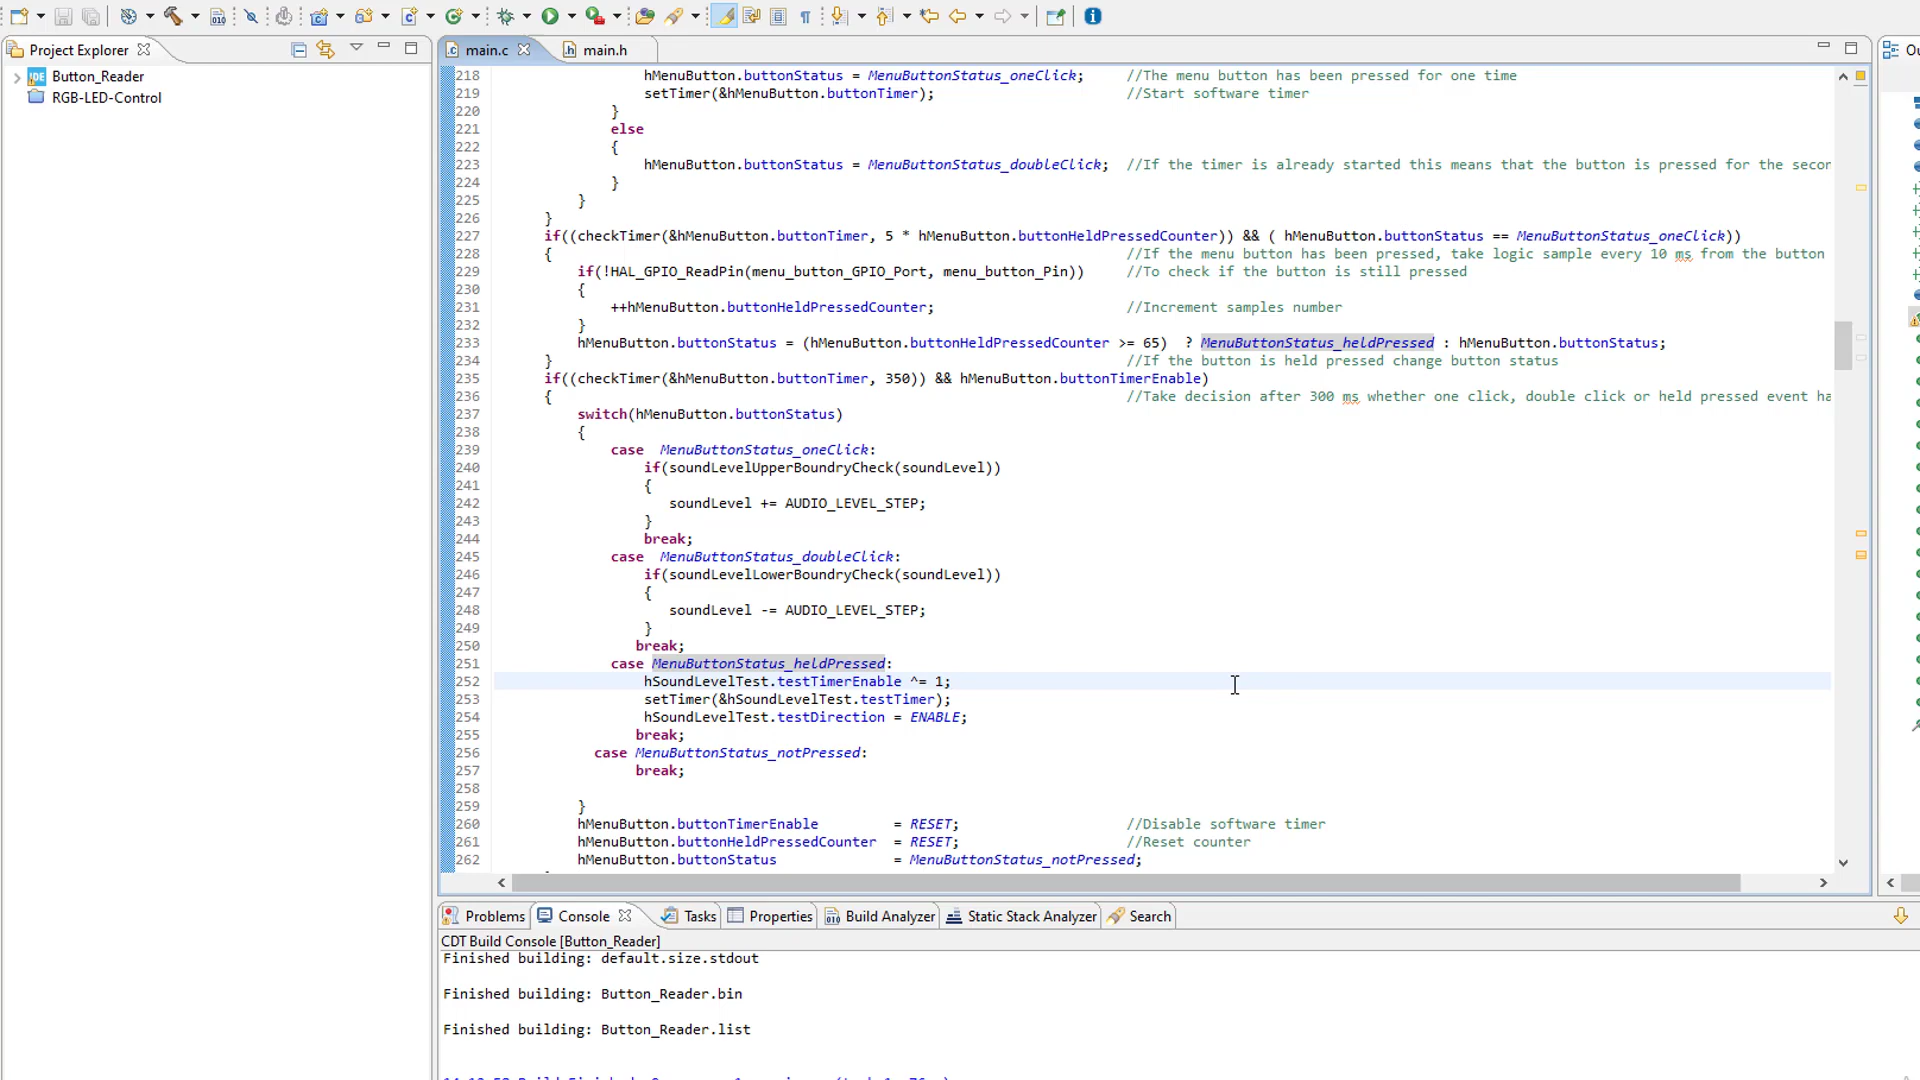 Project Explorer
Button_Reader
RGB-LED-Control
main.c
main.h
218 hMenuButton.buttonStatus = MenuButtonStatus_oneClick; //The menu button has been pressed for one time
219 setTimer(&hMenuButton.buttonTimer); //Start software timer
220 }
221 else
222 {
223 hMenuButton.buttonStatus = MenuButtonStatus_doubleClick; //If the timer is already started this means that the button is pressed for the secon
224 }
225 }
226 }
227 if((checkTimer(&hMenuButton.buttonTimer, 5 * hMenuButton.buttonHeldPressedCounter)) && ( hMenuButton.buttonStatus == MenuButtonStatus_oneClick))
228 { //If the menu button has been pressed, take logic sample every 10 ms from the button
229 if(!HAL_GPIO_ReadPin(menu_button_GPIO_Port, menu_button_Pin)) //To check if the button is still pressed
230 {
231 ++hMenuButton.buttonHeldPressedCounter; //Increment samples number
232 }
233 hMenuButton.buttonStatus = (hMenuButton.buttonHeldPressedCounter >= 65) ? MenuButtonStatus_heldPressed : hMenuButton.buttonStatus;
234 } //If the button is held pressed change button status
235 if((checkTimer(&hMenuButton.buttonTimer, 350)) && hMenuButton.buttonTimerEnable)
236 { //Take decision after 300 ms whether one click, double click or held pressed event ha
237 switch(hMenuButton.buttonStatus)
238 {
239 case MenuButtonStatus_oneClick:
240 if(soundLevelUpperBoundryCheck(soundLevel))
241 {
242 soundLevel += AUDIO_LEVEL_STEP;
243 }
244 break;
245 case MenuButtonStatus_doubleClick:
246 if(soundLevelLowerBoundryCheck(soundLevel))
247 {
248 soundLevel -= AUDIO_LEVEL_STEP;
249 }
250 break;
251 case MenuButtonStatus_heldPressed:
252 hSoundLevelTest.testTimerEnable ^= 1;
253 setTimer(&hSoundLevelTest.testTimer);
254 hSoundLevelTest.testDirection = ENABLE;
255 break;
256 case MenuButtonStatus_notPressed:
257 break;
258
259 }
260 hMenuButton.buttonTimerEnable = RESET; //Disable software timer
261 hMenuButton.buttonHeldPressedCounter = RESET; //Reset counter
262 hMenuButton.buttonStatus = MenuButtonStatus_notPressed;
Problems Console Tasks Properties Build Analyzer Static Stack Analyzer Search
CDT Build Console [Button_Reader]
Finished building: default.size.stdout
Finished building: Button_Reader.bin
Finished building: Button_Reader.list